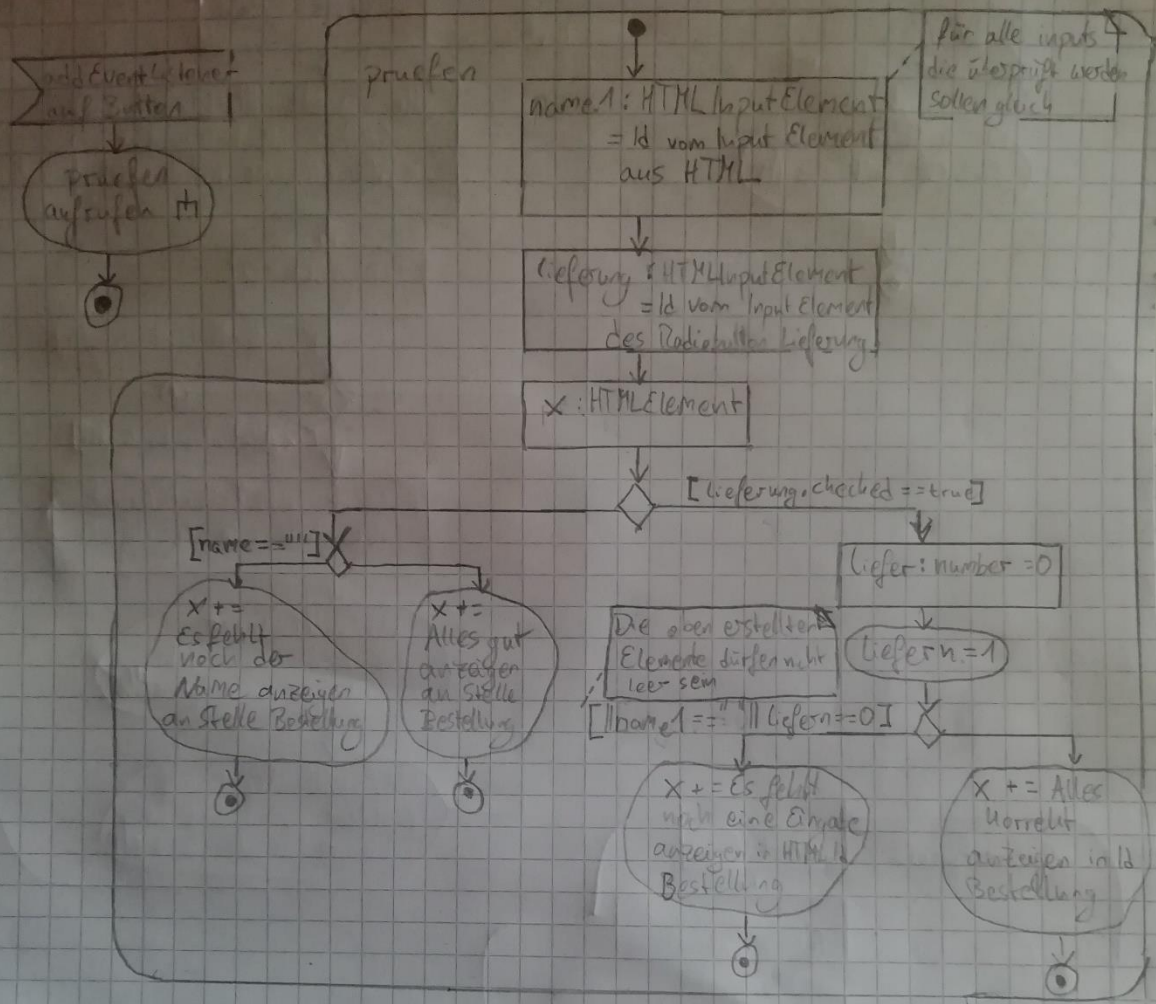 addEventListener
auf Button
pruefen
aufrufen
pruefen
name1 : HTMLInputElement
= Id vom Input Element
aus HTML
für alle inputs
die überprüft werden
sollen gleich
Lieferung : HTMLInputElement
= Id vom Input Element
des Radiobutton Lieferung
X : HTMLElement
[Lieferung.checked == true]
[name == ""]
X +=
Es fehlt
noch der
Name anzeigen
an Stelle Bestellung
X +=
Alles gut
anzeigen
an Stelle
Bestellung
Liefer : number = 0
Liefern = 1
Die oben erstellten
Elemente dürfen nicht
leer sein
["name1 == " " || Liefern == 0]
X += Es fehlt
noch eine Eingabe
anzeigen in HTML Id
Bestellung
X += Alles
Korrekt
anzeigen in Id
Bestellung